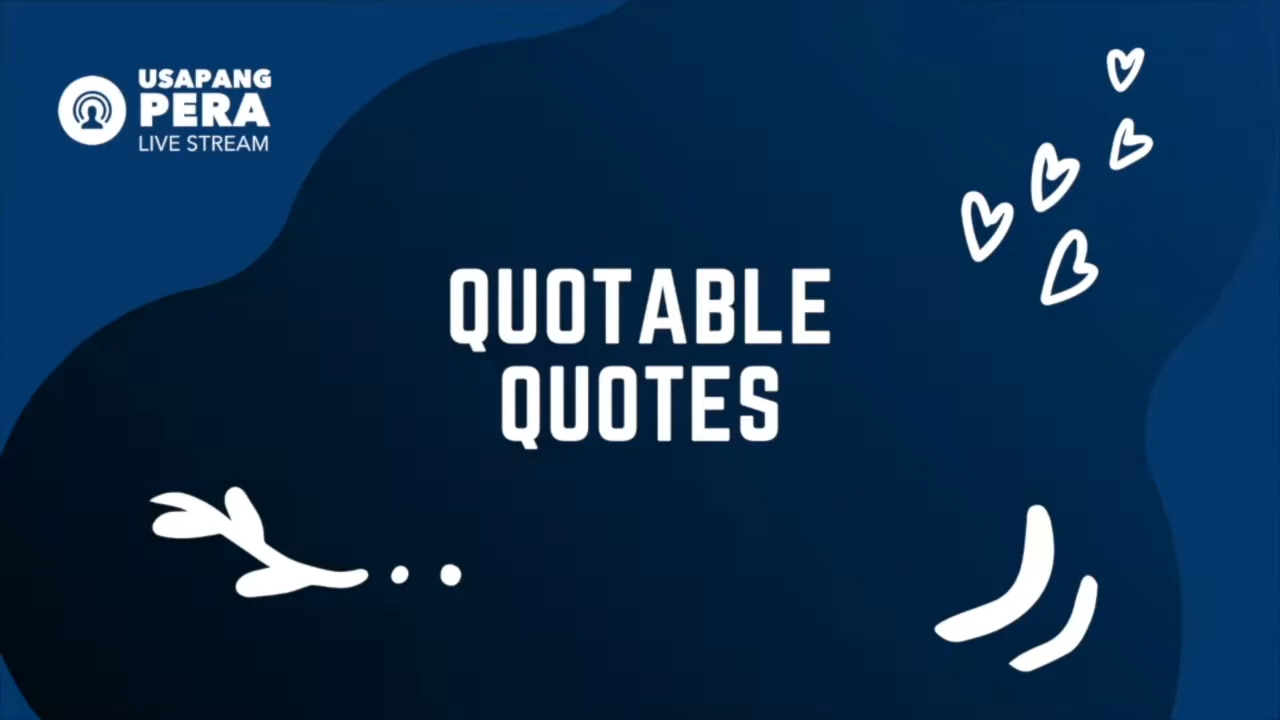 USAPANG
PERA
LIVE STREAM
QUOTABLE
QUOTES